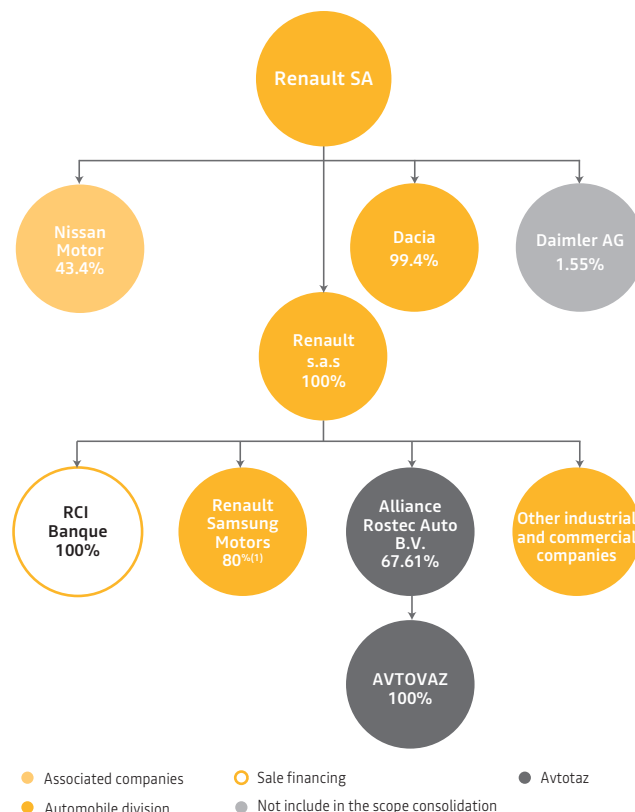 Renault SA
Nissan
Motor
43.4%
Dacia
99.4%
Daimler AG
1.55%
Renault
s.a.s
100%
RCI
Banque
100%
Renault
Samsung
Motors
80%(1)
Alliance
Rostec Auto
B.V.
67.61%
Other industrial
and commercial
companies
AVTOVAZ
100%
Associated companies
Sale financing
Avtotaz
Automobile division
Not include in the scope consolidation